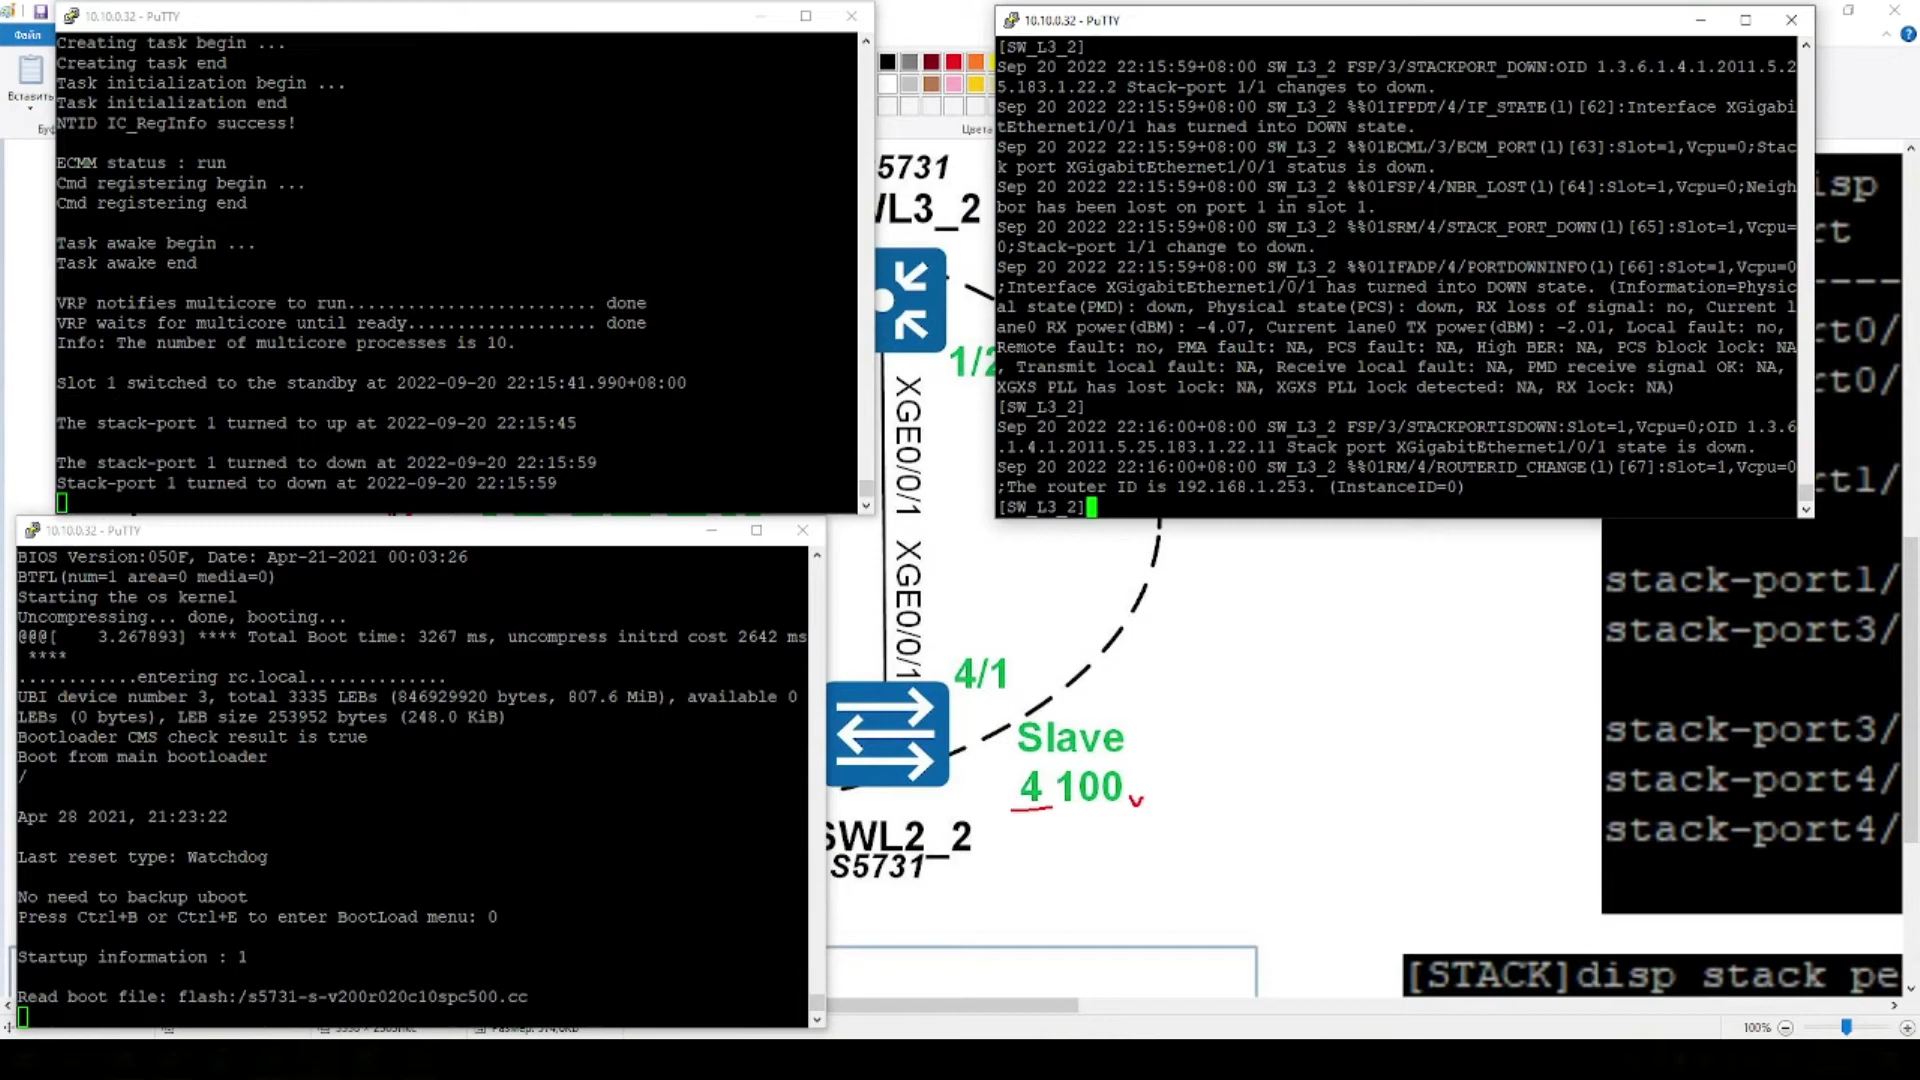 10.10.0.32 - PuTTY
Creating task begin ...
Creating task end
Task initialization begin ...
Task initialization end
NTID IC_RegInfo success!
ECMM status : run
Cmd registering begin ...
Cmd registering end
Task awake begin ...
Task awake end
VRP notifies multicore to run........................ done
VRP waits for multicore until ready.................. done
Info: The number of multicore processes is 10.
Slot 1 switched to the standby at 2022-09-20 22:15:41.990+08:00
The stack-port 1 turned to up at 2022-09-20 22:15:45
The stack-port 1 turned to down at 2022-09-20 22:15:59
Stack-port 1 turned to down at 2022-09-20 22:15:59
10.10.0.32 - PuTTY
[SW_L3_2]
Sep 20 2022 22:15:59+08:00 SW_L3_2 FSP/3/STACKPORT_DOWN:OID 1.3.6.1.4.1.2011.5.2
5.183.1.22.2 Stack-port 1/1 changes to down.
Sep 20 2022 22:15:59+08:00 SW_L3_2 %%01IFPDT/4/IF_STATE(l)[62]:Interface XGigabi
tEthernet1/0/1 has turned into DOWN state.
Sep 20 2022 22:15:59+08:00 SW_L3_2 %%01ECML/3/ECM_PORT(l)[63]:Slot=1,Vcpu=0;Stac
k port XGigabitEthernet1/0/1 status is down.
Sep 20 2022 22:15:59+08:00 SW_L3_2 %%01FSP/4/NBR_LOST(l)[64]:Slot=1,Vcpu=0;Neigh
bor has been lost on port 1 in slot 1.
Sep 20 2022 22:15:59+08:00 SW_L3_2 %%01SRM/4/STACK_PORT_DOWN(l)[65]:Slot=1,Vcpu=
0;Stack-port 1/1 change to down.
Sep 20 2022 22:15:59+08:00 SW_L3_2 %%01IFADP/4/PORTDOWNINFO(l)[66]:Slot=1,Vcpu=0
;Interface XGigabitEthernet1/0/1 has turned into DOWN state. (Information=Physic
al state(PMD): down, Physical state(PCS): down, RX loss of signal: no, Current l
ane0 RX power(dBM): -4.07, Current lane0 TX power(dBM): -2.01, Local fault: no,
Remote fault: no, PMA fault: NA, PCS fault: NA, High BER: NA, PCS block lock: NA
, Transmit local fault: NA, Receive local fault: NA, PMD receive signal OK: NA,
XGXS PLL has lost lock: NA, XGXS PLL lock detected: NA, RX lock: NA)
[SW_L3_2]
Sep 20 2022 22:16:00+08:00 SW_L3_2 FSP/3/STACKPORTISDOWN:Slot=1,Vcpu=0;OID 1.3.6
.1.4.1.2011.5.25.183.1.22.11 Stack port XGigabitEthernet1/0/1 state is down.
Sep 20 2022 22:16:00+08:00 SW_L3_2 %%01RM/4/ROUTERID_CHANGE(l)[67]:Slot=1,Vcpu=0
;The router ID is 192.168.1.253. (InstanceID=0)
[SW_L3_2]
10.10.0.32 - PuTTY
BIOS Version:050F, Date: Apr-21-2021 00:03:26
BTFL(num=1 area=0 media=0)
Starting the os kernel
Uncompressing... done, booting...
@@@[    3.267893] **** Total Boot time: 3267 ms, uncompress initrd cost 2642 ms
****
............entering rc.local..............
UBI device number 3, total 3335 LEBs (846929920 bytes, 807.6 MiB), available 0
LEBs (0 bytes), LEB size 253952 bytes (248.0 KiB)
Bootloader CMS check result is true
Boot from main bootloader
/
Apr 28 2021, 21:23:22
Last reset type: Watchdog
No need to backup uboot
Press Ctrl+B or Ctrl+E to enter BootLoad menu: 0
Startup information : 1
Read boot file: flash:/s5731-s-v200r020c10spc500.cc
Файл
Вставить
Буф
Цвета
5731
WL3_2
1/2
XGE0/0/1
XGE0/0/1
4/1
Slave
4 100
SWL2_2
S5731
isp
rt
-----
rt0/
rt0/
rt1/
stack-port1/
stack-port3/
stack-port3/
stack-port4/
stack-port4/
[STACK]disp stack pe
100%